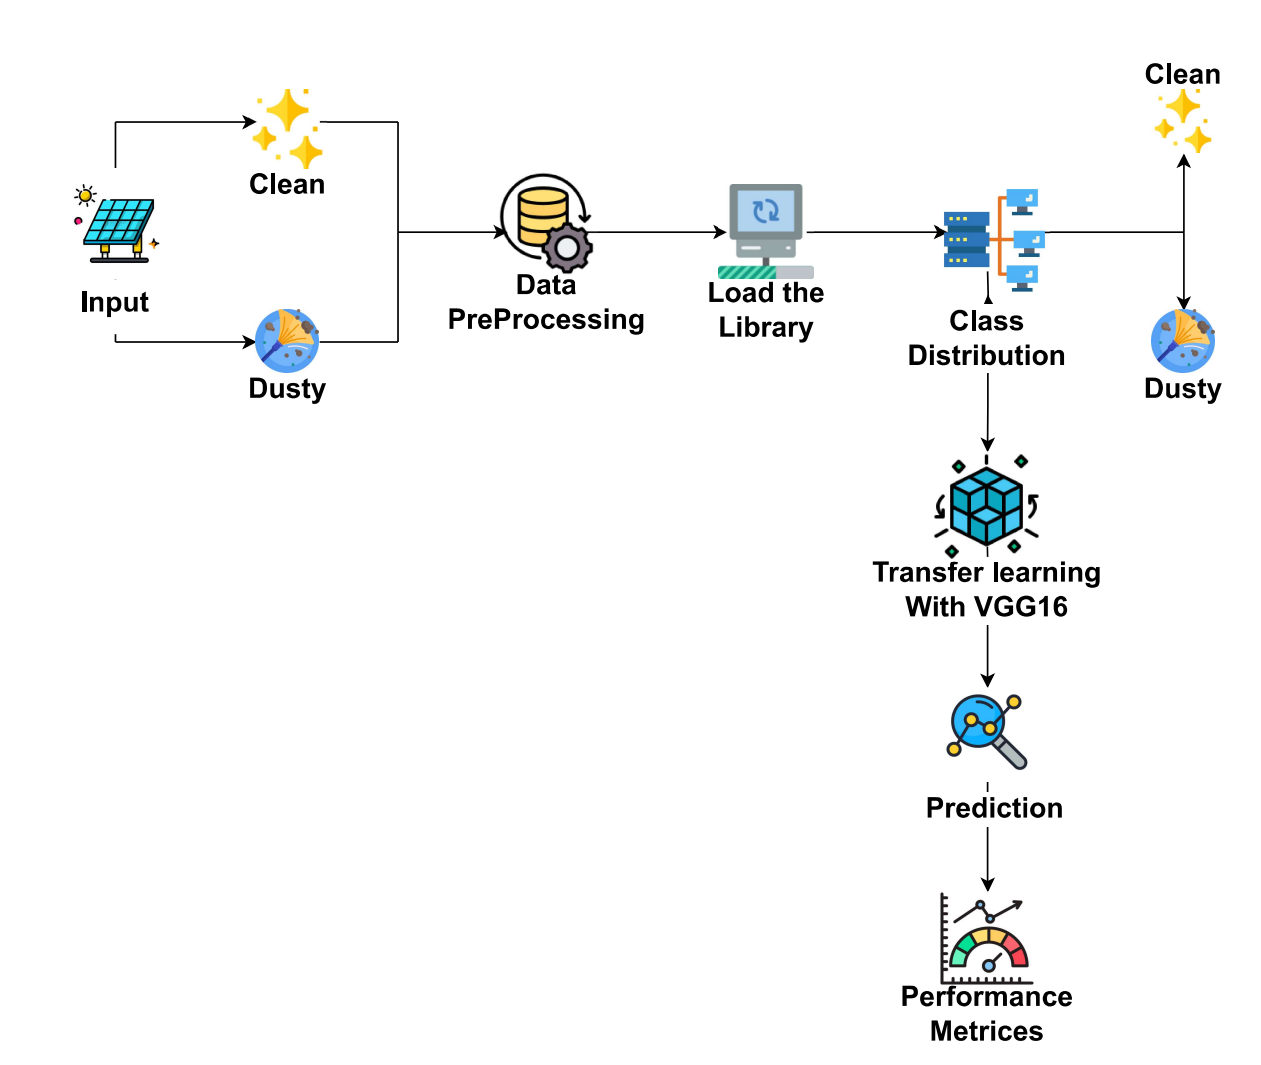 Clean
Clean
Input
Data
PreProcessing
Load the
Library
Class
Distribution
Dusty
Dusty
Transfer learning
With VGG16
Prediction
Performance
Metrices